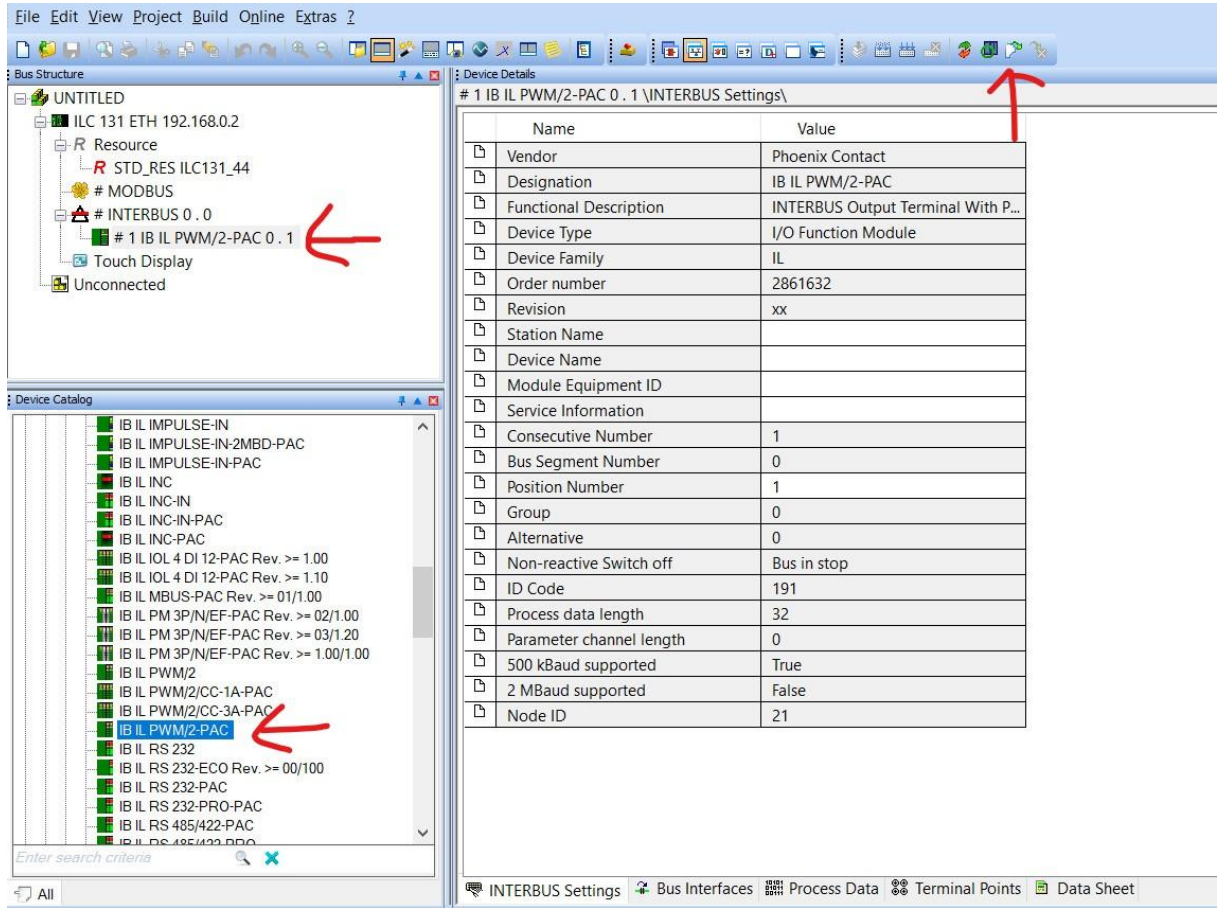 File Edit View Project Build Online Extras ?
Bus Structure
UNTITLED
ILC 131 ETH 192.168.0.2
R Resource
R STD_RES ILC131_44
# MODBUS
# INTERBUS 0 . 0
# 1 IB IL PWM/2-PAC 0 . 1
Touch Display
Unconnected
Device Catalog
IB IL IMPULSE-IN
IB IL IMPULSE-IN-2MBD-PAC
IB IL IMPULSE-IN-PAC
IB IL INC
IB IL INC-IN
IB IL INC-IN-PAC
IB IL INC-PAC
IB IL IOL 4 DI 12-PAC Rev. >= 1.00
IB IL IOL 4 DI 12-PAC Rev. >= 1.10
IB IL MBUS-PAC Rev. >= 01/1.00
IB IL PM 3P/N/EF-PAC Rev. >= 02/1.00
IB IL PM 3P/N/EF-PAC Rev. >= 03/1.20
IB IL PM 3P/N/EF-PAC Rev. >= 1.00/1.00
IB IL PWM/2
IB IL PWM/2/CC-1A-PAC
IB IL PWM/2/CC-3A-PAC
IB IL PWM/2-PAC
IB IL RS 232
IB IL RS 232-ECO Rev. >= 00/100
IB IL RS 232-PAC
IB IL RS 232-PRO-PAC
IB IL RS 485/422-PAC
IB IL RS 485/422-PRO
Enter search criteria
All
Device Details
# 1 IB IL PWM/2-PAC 0 . 1 \INTERBUS Settings\
Name Value
Vendor Phoenix Contact
Designation IB IL PWM/2-PAC
Functional Description INTERBUS Output Terminal With P...
Device Type I/O Function Module
Device Family IL
Order number 2861632
Revision xx
Station Name
Device Name
Module Equipment ID
Service Information
Consecutive Number 1
Bus Segment Number 0
Position Number 1
Group 0
Alternative 0
Non-reactive Switch off Bus in stop
ID Code 191
Process data length 32
Parameter channel length 0
500 kBaud supported True
2 MBaud supported False
Node ID 21
INTERBUS Settings Bus Interfaces Process Data Terminal Points Data Sheet